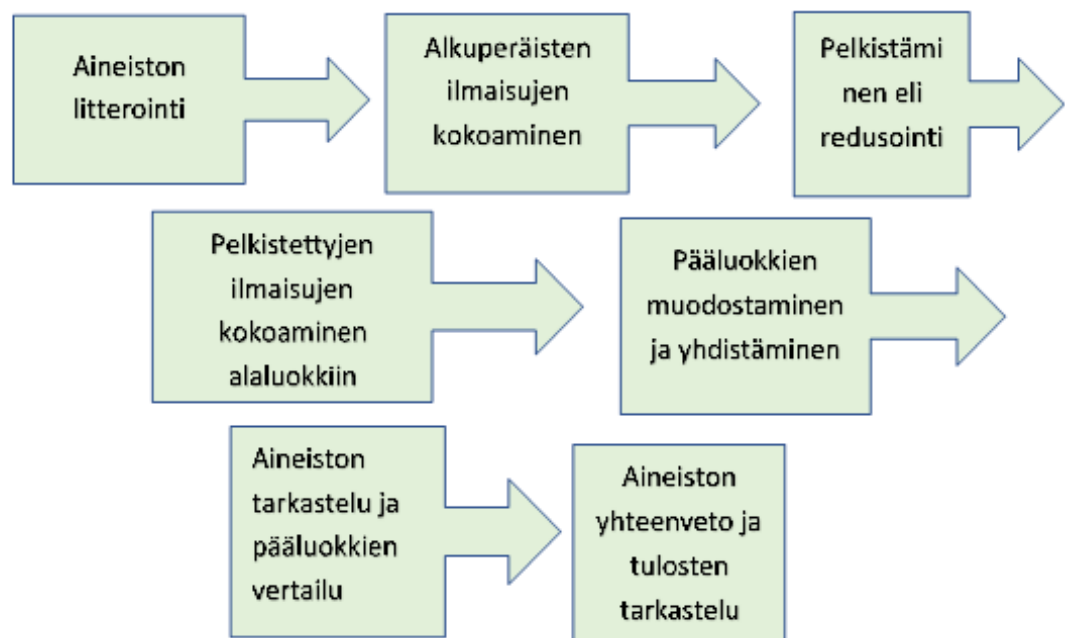 Aineiston
litterointi
Alkuperäisten
ilmaisujen
kokoaminen
Pelkistämi
nen eli
redusointi
Pelkistettyjen
ilmaisujen
kokoaminen
alaluokkiin
Pääluokkien
muodostaminen
ja yhdistäminen
Aineiston
tarkastelu ja
pääluokkien
vertailu
Aineiston
yhteenveto ja
tulosten
tarkastelu